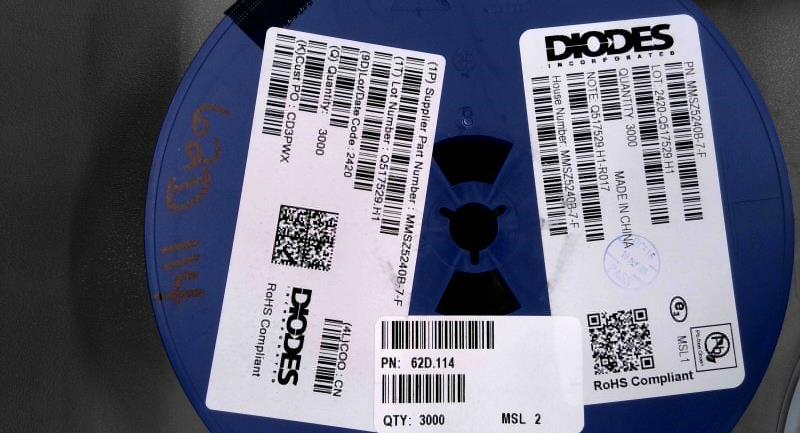 (1P) Supplier Part Number : MMSZ5240B-7-F
(1T) Lot Number : Q517529.H1
(9D)Lot/Date Code : 2420
(Q) Quantity: 3000
(K)Cust PO : CD3PWX
(4L)COO : CN
DIODES
INCORPORATED
RoHS Compliant
62D 114
DIODES
INCORPORATED
PN: MMSZ5240B-7-F
LOT: 2420-Q517529.H1
QUANTITY: 3000
NOTE: Q517529.H1-R017
House Number: MMSZ5240B-7-F
MADE IN CHINA
e3
MSL1
Pb
RoHS Compliant
PN: 62D.114
QTY: 3000
MSL 2